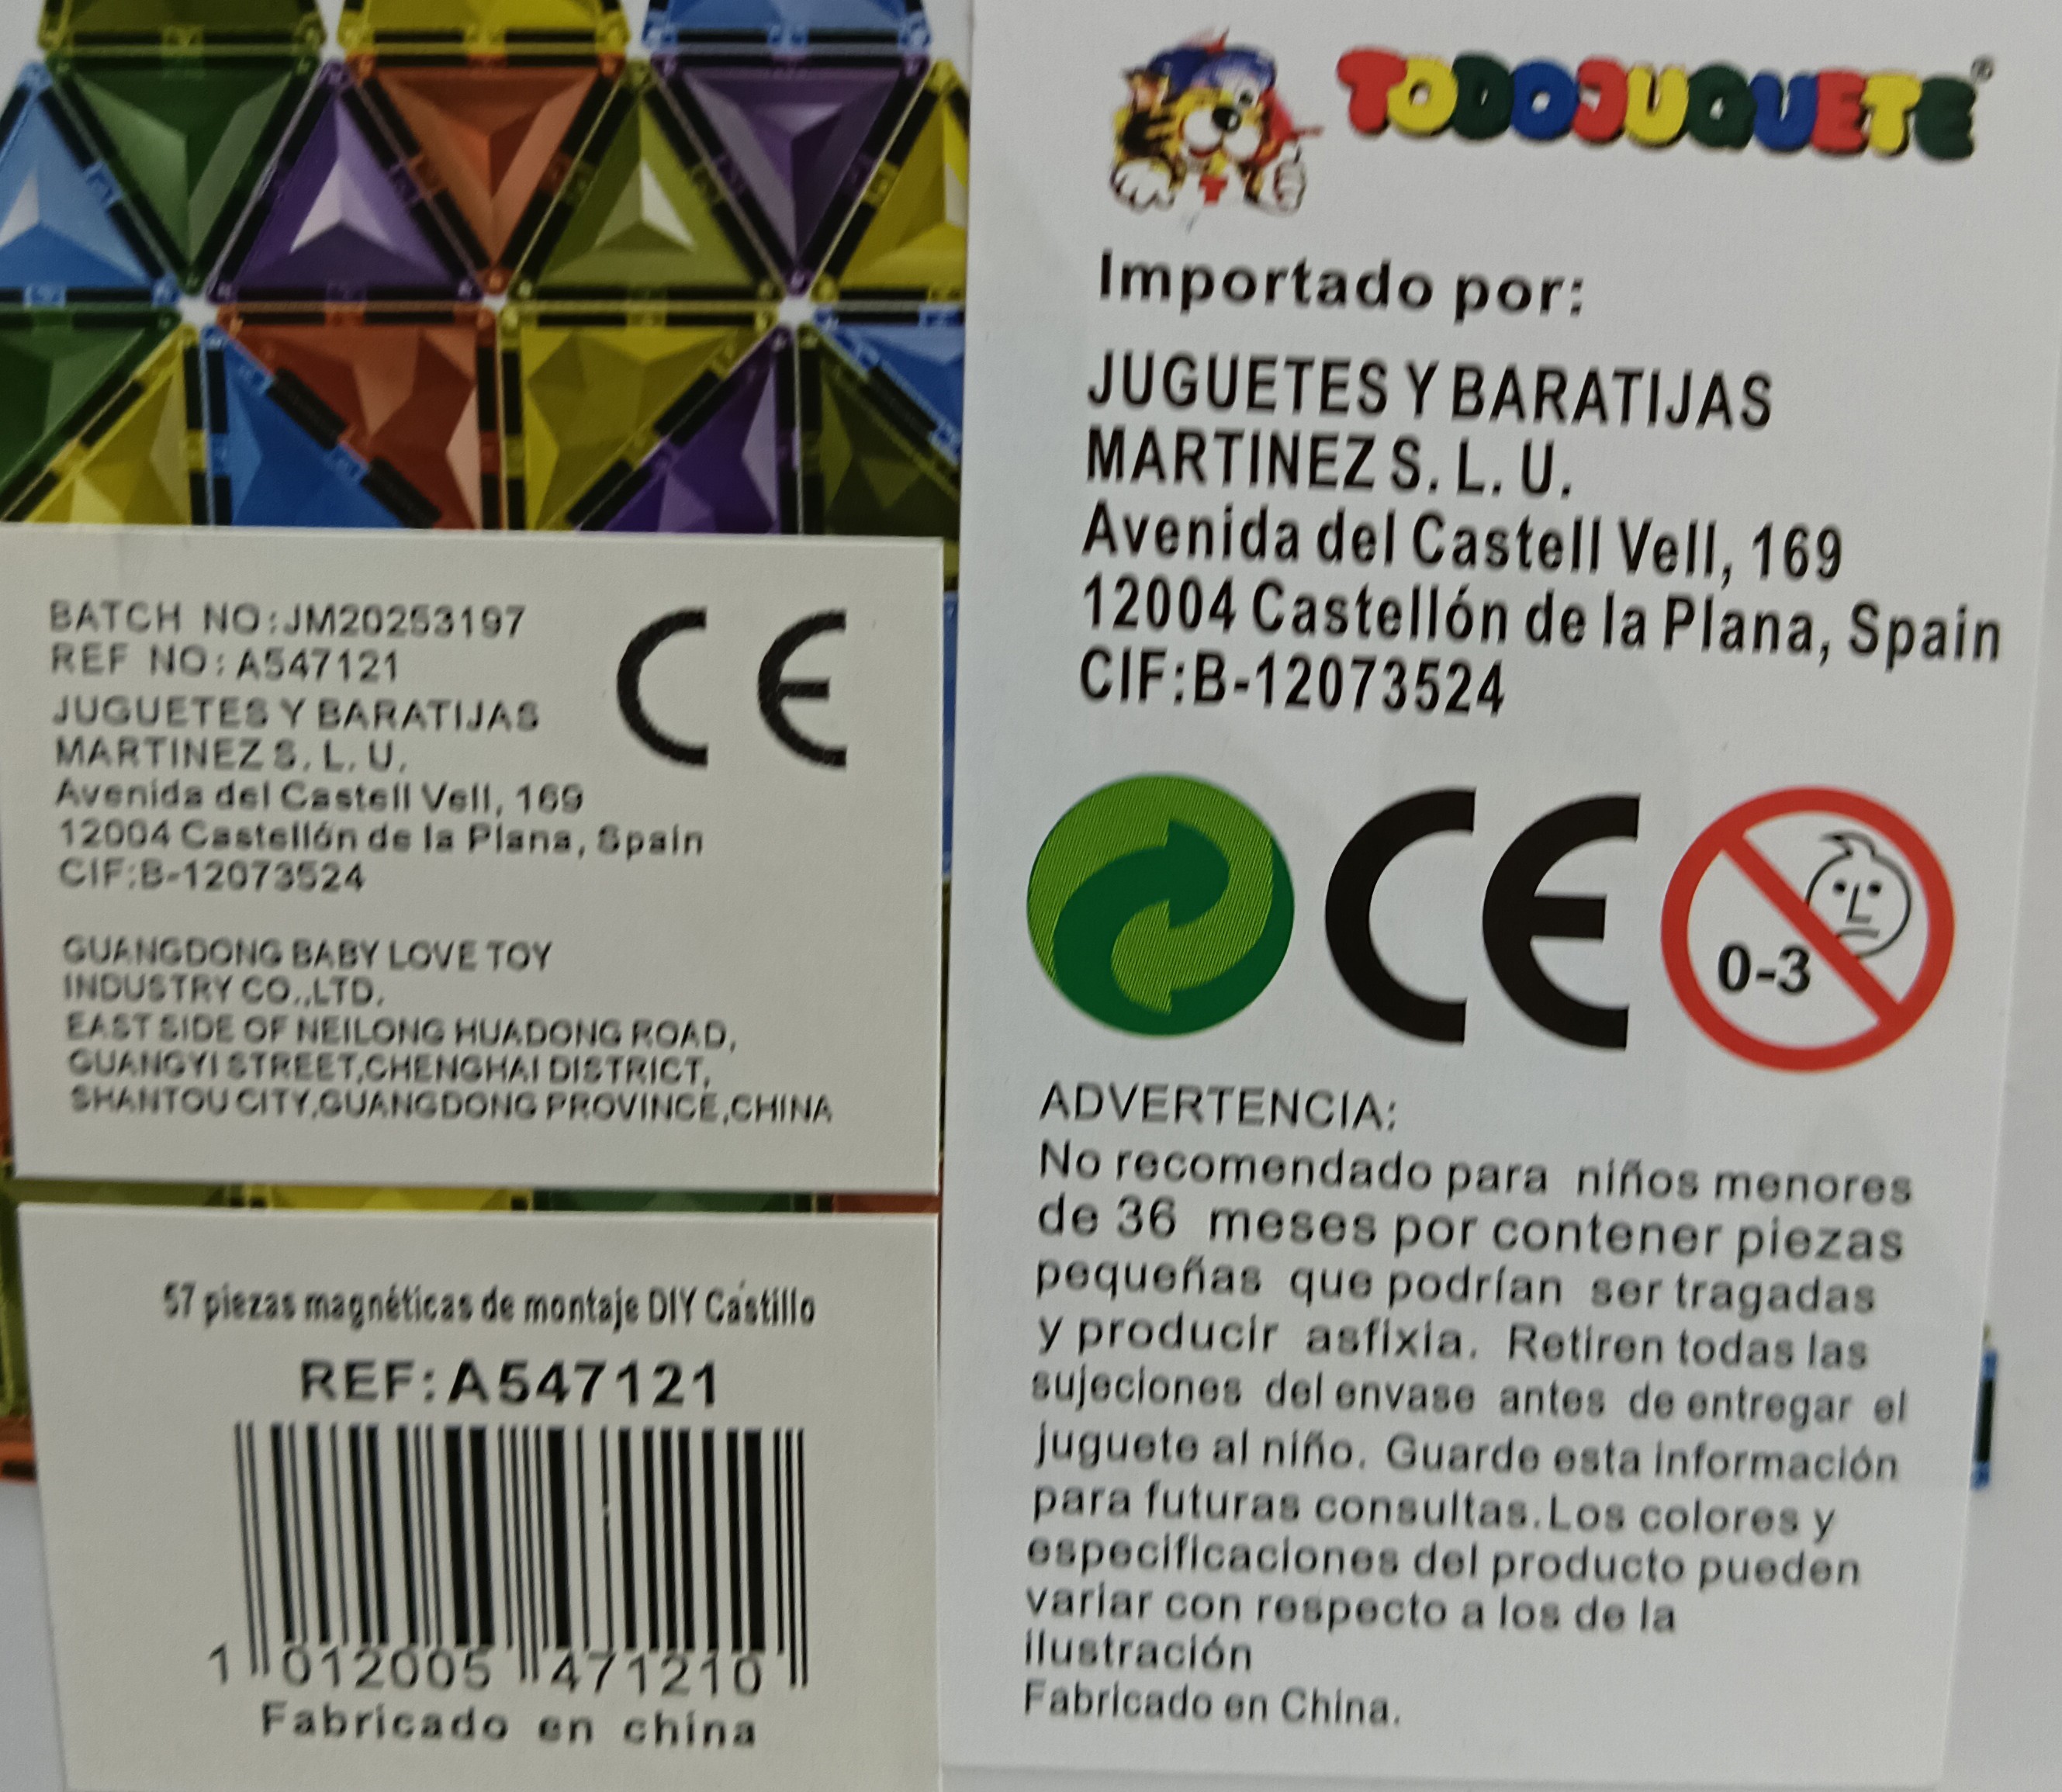 BATCH NO:JM20253197
REF NO:A547121
JUGUETES Y BARATIJAS
MARTINEZ S. L. U.
Avenida del Castell Vell, 169
12004 Castellón de la Plana, Spain
CIF:B-12073524
GUANGDONG BABY LOVE TOY
INDUSTRY CO.,LTD.
EAST SIDE OF NEILONG HUADONG ROAD,
GUANGYI STREET,CHENGHAI DISTRICT,
SHANTOU CITY,GUANGDONG PROVINCE,CHINA
CE
57 piezas magnéticas de montaje DIY Castillo
REF:A547121
1 012005 471210
Fabricado en china
TODOJUQUETE®
Importado por:
JUGUETES Y BARATIJAS
MARTINEZ S. L. U.
Avenida del Castell Vell, 169
12004 Castellón de la Plana, Spain
CIF:B-12073524
CE
0-3
ADVERTENCIA:
No recomendado para niños menores
de 36 meses por contener piezas
pequeñas que podrían ser tragadas
y producir asfixia. Retiren todas las
sujeciones del envase antes de entregar el
juguete al niño. Guarde esta información
para futuras consultas.Los colores y
especificaciones del producto pueden
variar con respecto a los de la
ilustración
Fabricado en China.